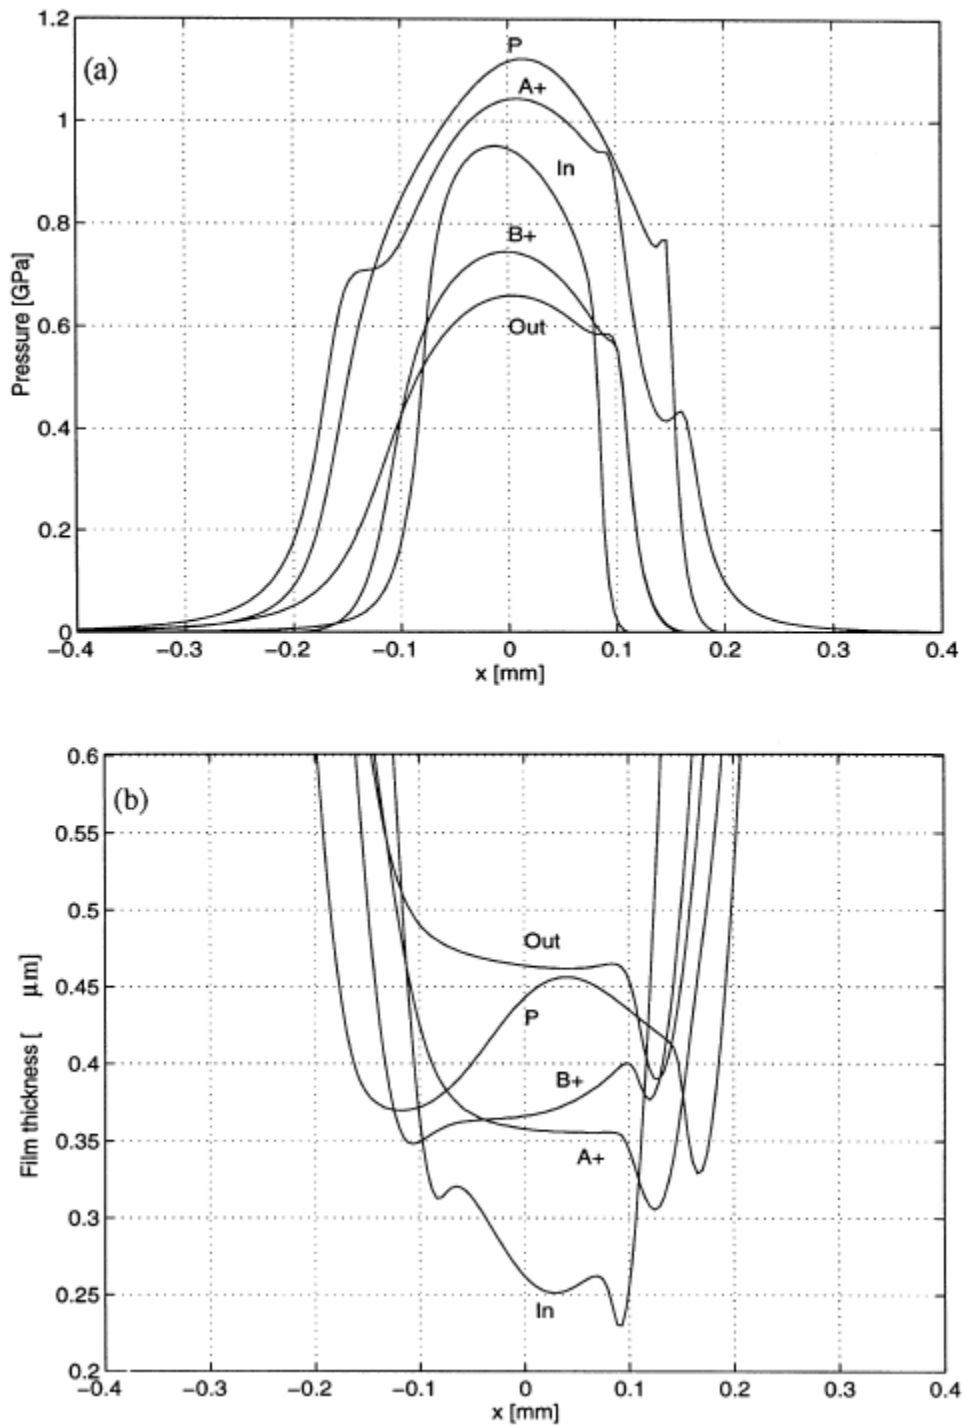 1.2
(a)
P
A+
1
In
0.8
B+
Pressure [GPa]
0.6
Out
0.4
0.2
0
−0.4 −0.3 −0.2 −0.1 0 0.1 0.2 0.3 0.4
x [mm]
0.6
(b)
0.55
0.5
Out
0.45
P
Film thickness [ μm]
0.4
B+
0.35
A+
0.3
0.25
In
0.2
−0.4 −0.3 −0.2 −0.1 0 0.1 0.2 0.3 0.4
x [mm]